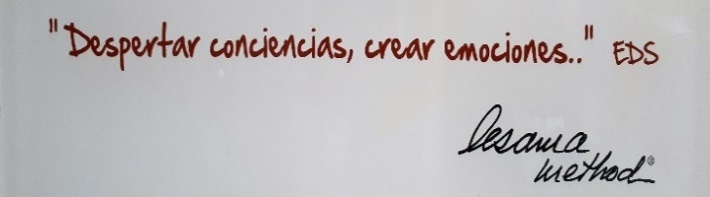 "Despertar conciencias, crear emociones.." EDS
lesama
method®